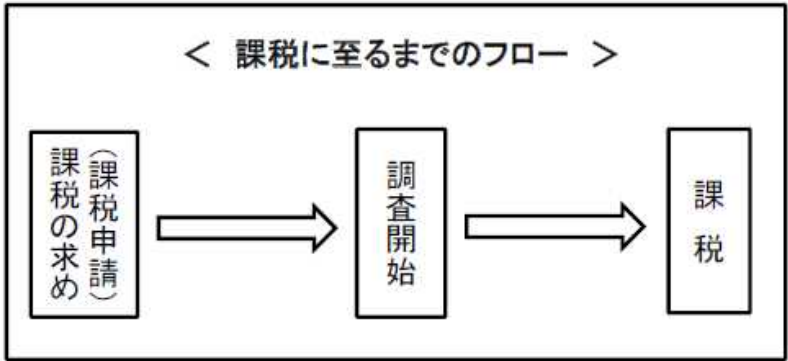 ＜ 課税に至るまでのフロー ＞
（課税申請）
課税の求め
調査開始
課税